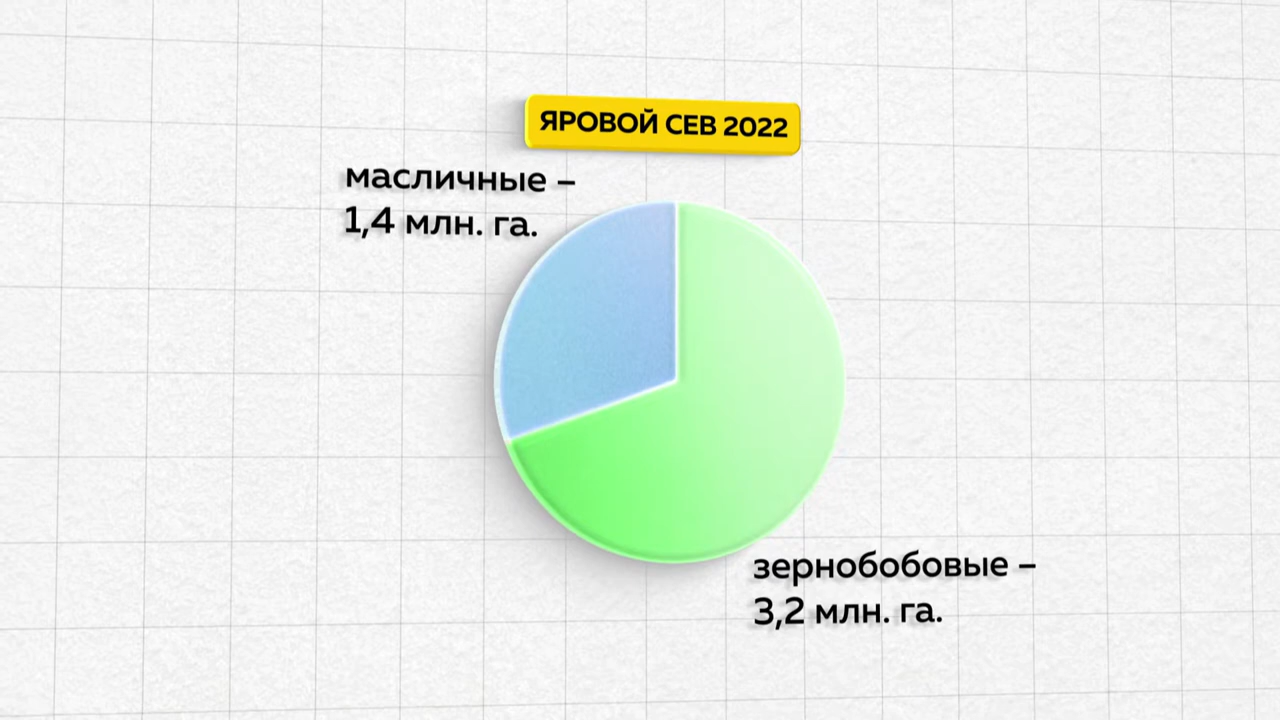 ЯРОВОЙ СЕВ 2022
масличные –
1,4 млн. га.
зернобобовые –
3,2 млн. га.